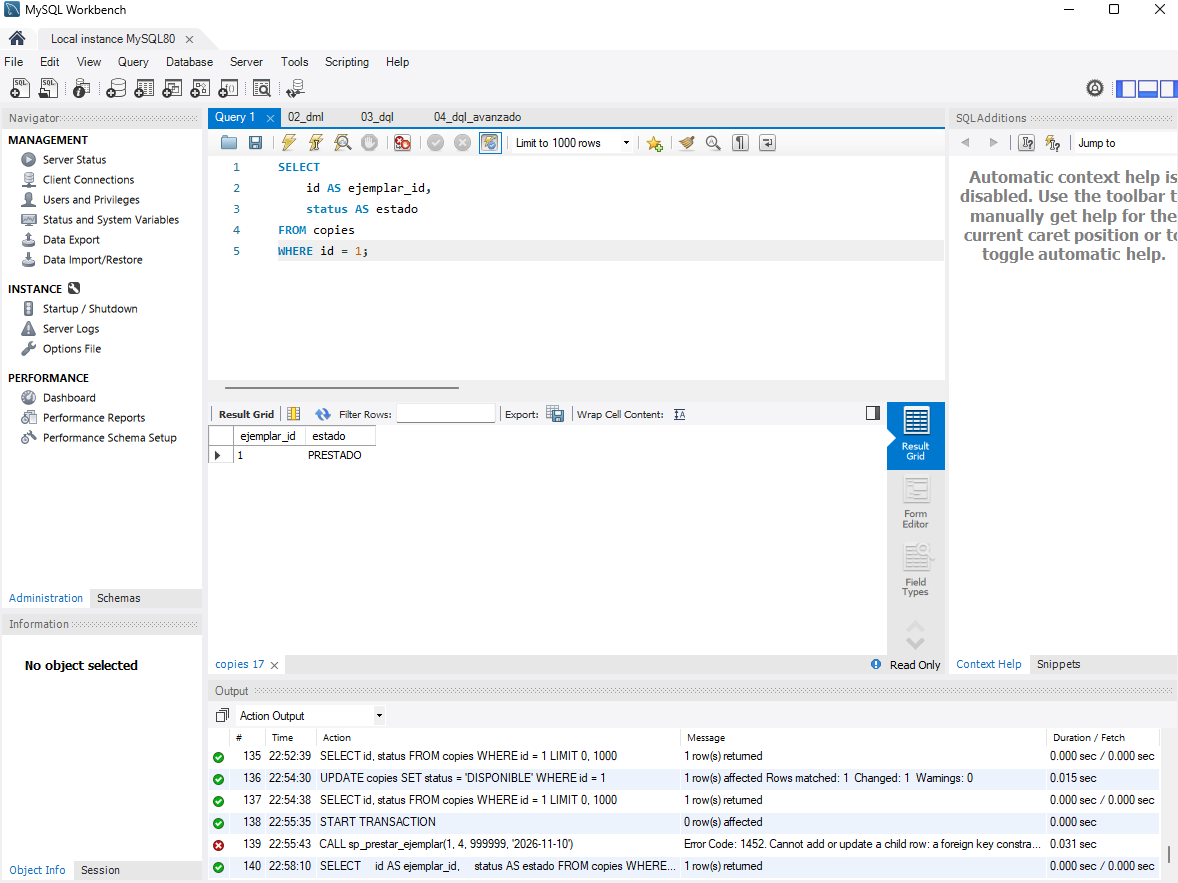 MySQL Workbench
Local instance MySQL80
File Edit View Query Database Server Tools Scripting Help
Navigator
MANAGEMENT
Server Status
Client Connections
Users and Privileges
Status and System Variables
Data Export
Data Import/Restore
INSTANCE
Startup / Shutdown
Server Logs
Options File
PERFORMANCE
Dashboard
Performance Reports
Performance Schema Setup
Administration Schemas
Information
No object selected
Object Info Session
Query 1 02_dml 03_dql 04_dql_avanzado
Limit to 1000 rows
1 SELECT
2 id AS ejemplar_id,
3 status AS estado
4 FROM copies
5 WHERE id = 1;
Result Grid Filter Rows: Export: Wrap Cell Content:
ejemplar_id estado
1 PRESTADO
Result
Grid
Form
Editor
Field
Types
copies 17 Read Only
SQLAdditions
Jump to
Automatic context help is
disabled. Use the toolbar t
manually get help for the
current caret position or to
toggle automatic help.
Context Help Snippets
Output
Action Output
# Time Action Message Duration / Fetch
135 22:52:39 SELECT id, status FROM copies WHERE id = 1 LIMIT 0, 1000 1 row(s) returned 0.000 sec / 0.000 sec
136 22:54:30 UPDATE copies SET status = 'DISPONIBLE' WHERE id = 1 1 row(s) affected Rows matched: 1 Changed: 1 Warnings: 0 0.015 sec
137 22:54:38 SELECT id, status FROM copies WHERE id = 1 LIMIT 0, 1000 1 row(s) returned 0.000 sec / 0.000 sec
138 22:55:35 START TRANSACTION 0 row(s) affected 0.000 sec
139 22:55:43 CALL sp_prestar_ejemplar(1, 4, 999999, '2026-11-10') Error Code: 1452. Cannot add or update a child row: a foreign key constra... 0.031 sec
140 22:58:10 SELECT id AS ejemplar_id, status AS estado FROM copies WHERE... 1 row(s) returned 0.000 sec / 0.000 sec